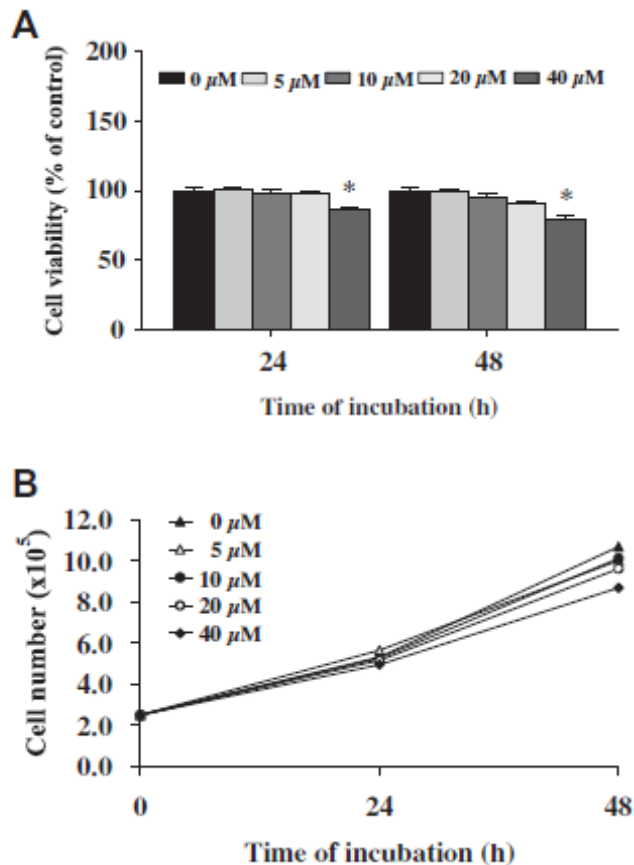 A
200
0 μM 5 μM 10 μM 20 μM 40 μM
150
100
* *
50
0
Cell viability (% of control)
24 48
Time of incubation (h)
B
12.0
0 μM
5 μM
10.0
10 μM
8.0
20 μM
40 μM
6.0
4.0
2.0
0.0
Cell number (x10⁵)
0 24 48
Time of incubation (h)